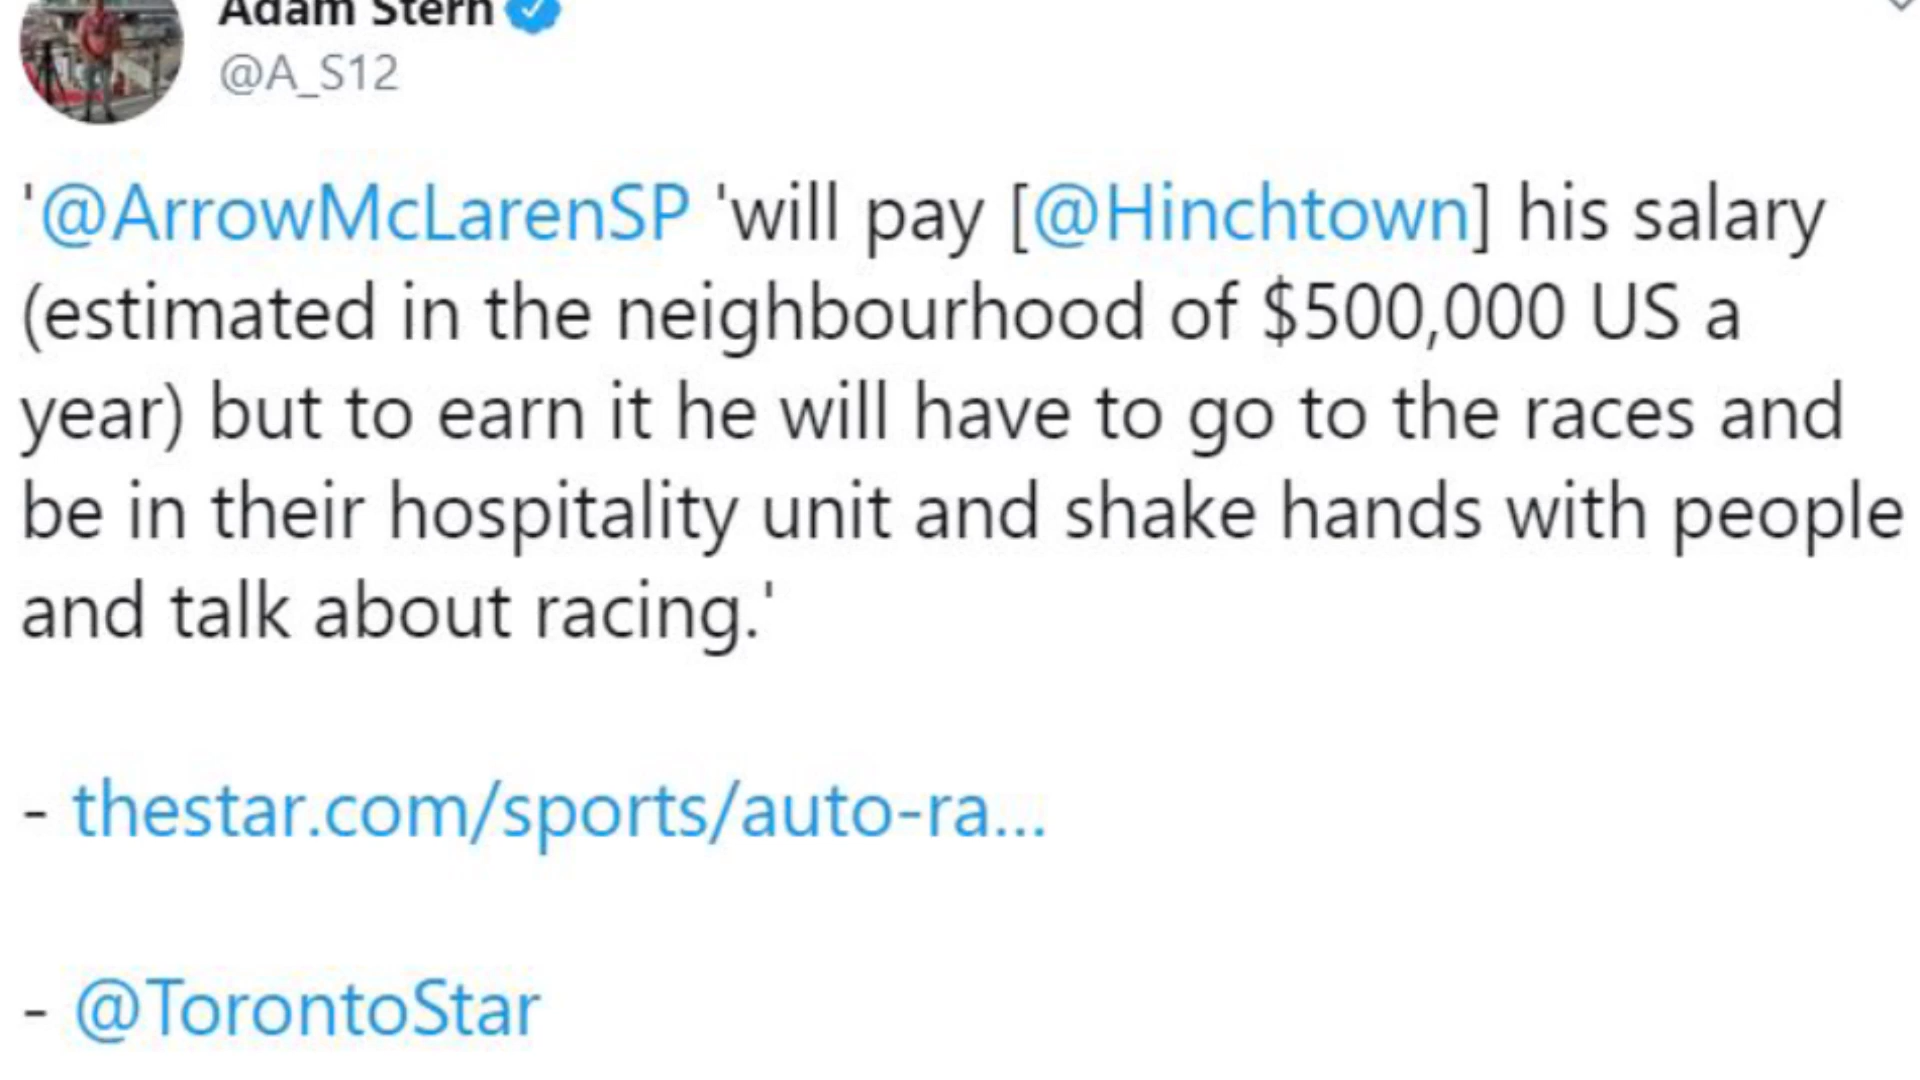 Adam Stern
@A_S12
'@ArrowMcLarenSP 'will pay [@Hinchtown] his salary
(estimated in the neighbourhood of $500,000 US a
year) but to earn it he will have to go to the races and
be in their hospitality unit and shake hands with people
and talk about racing.'
- thestar.com/sports/auto-ra...
- @TorontoStar